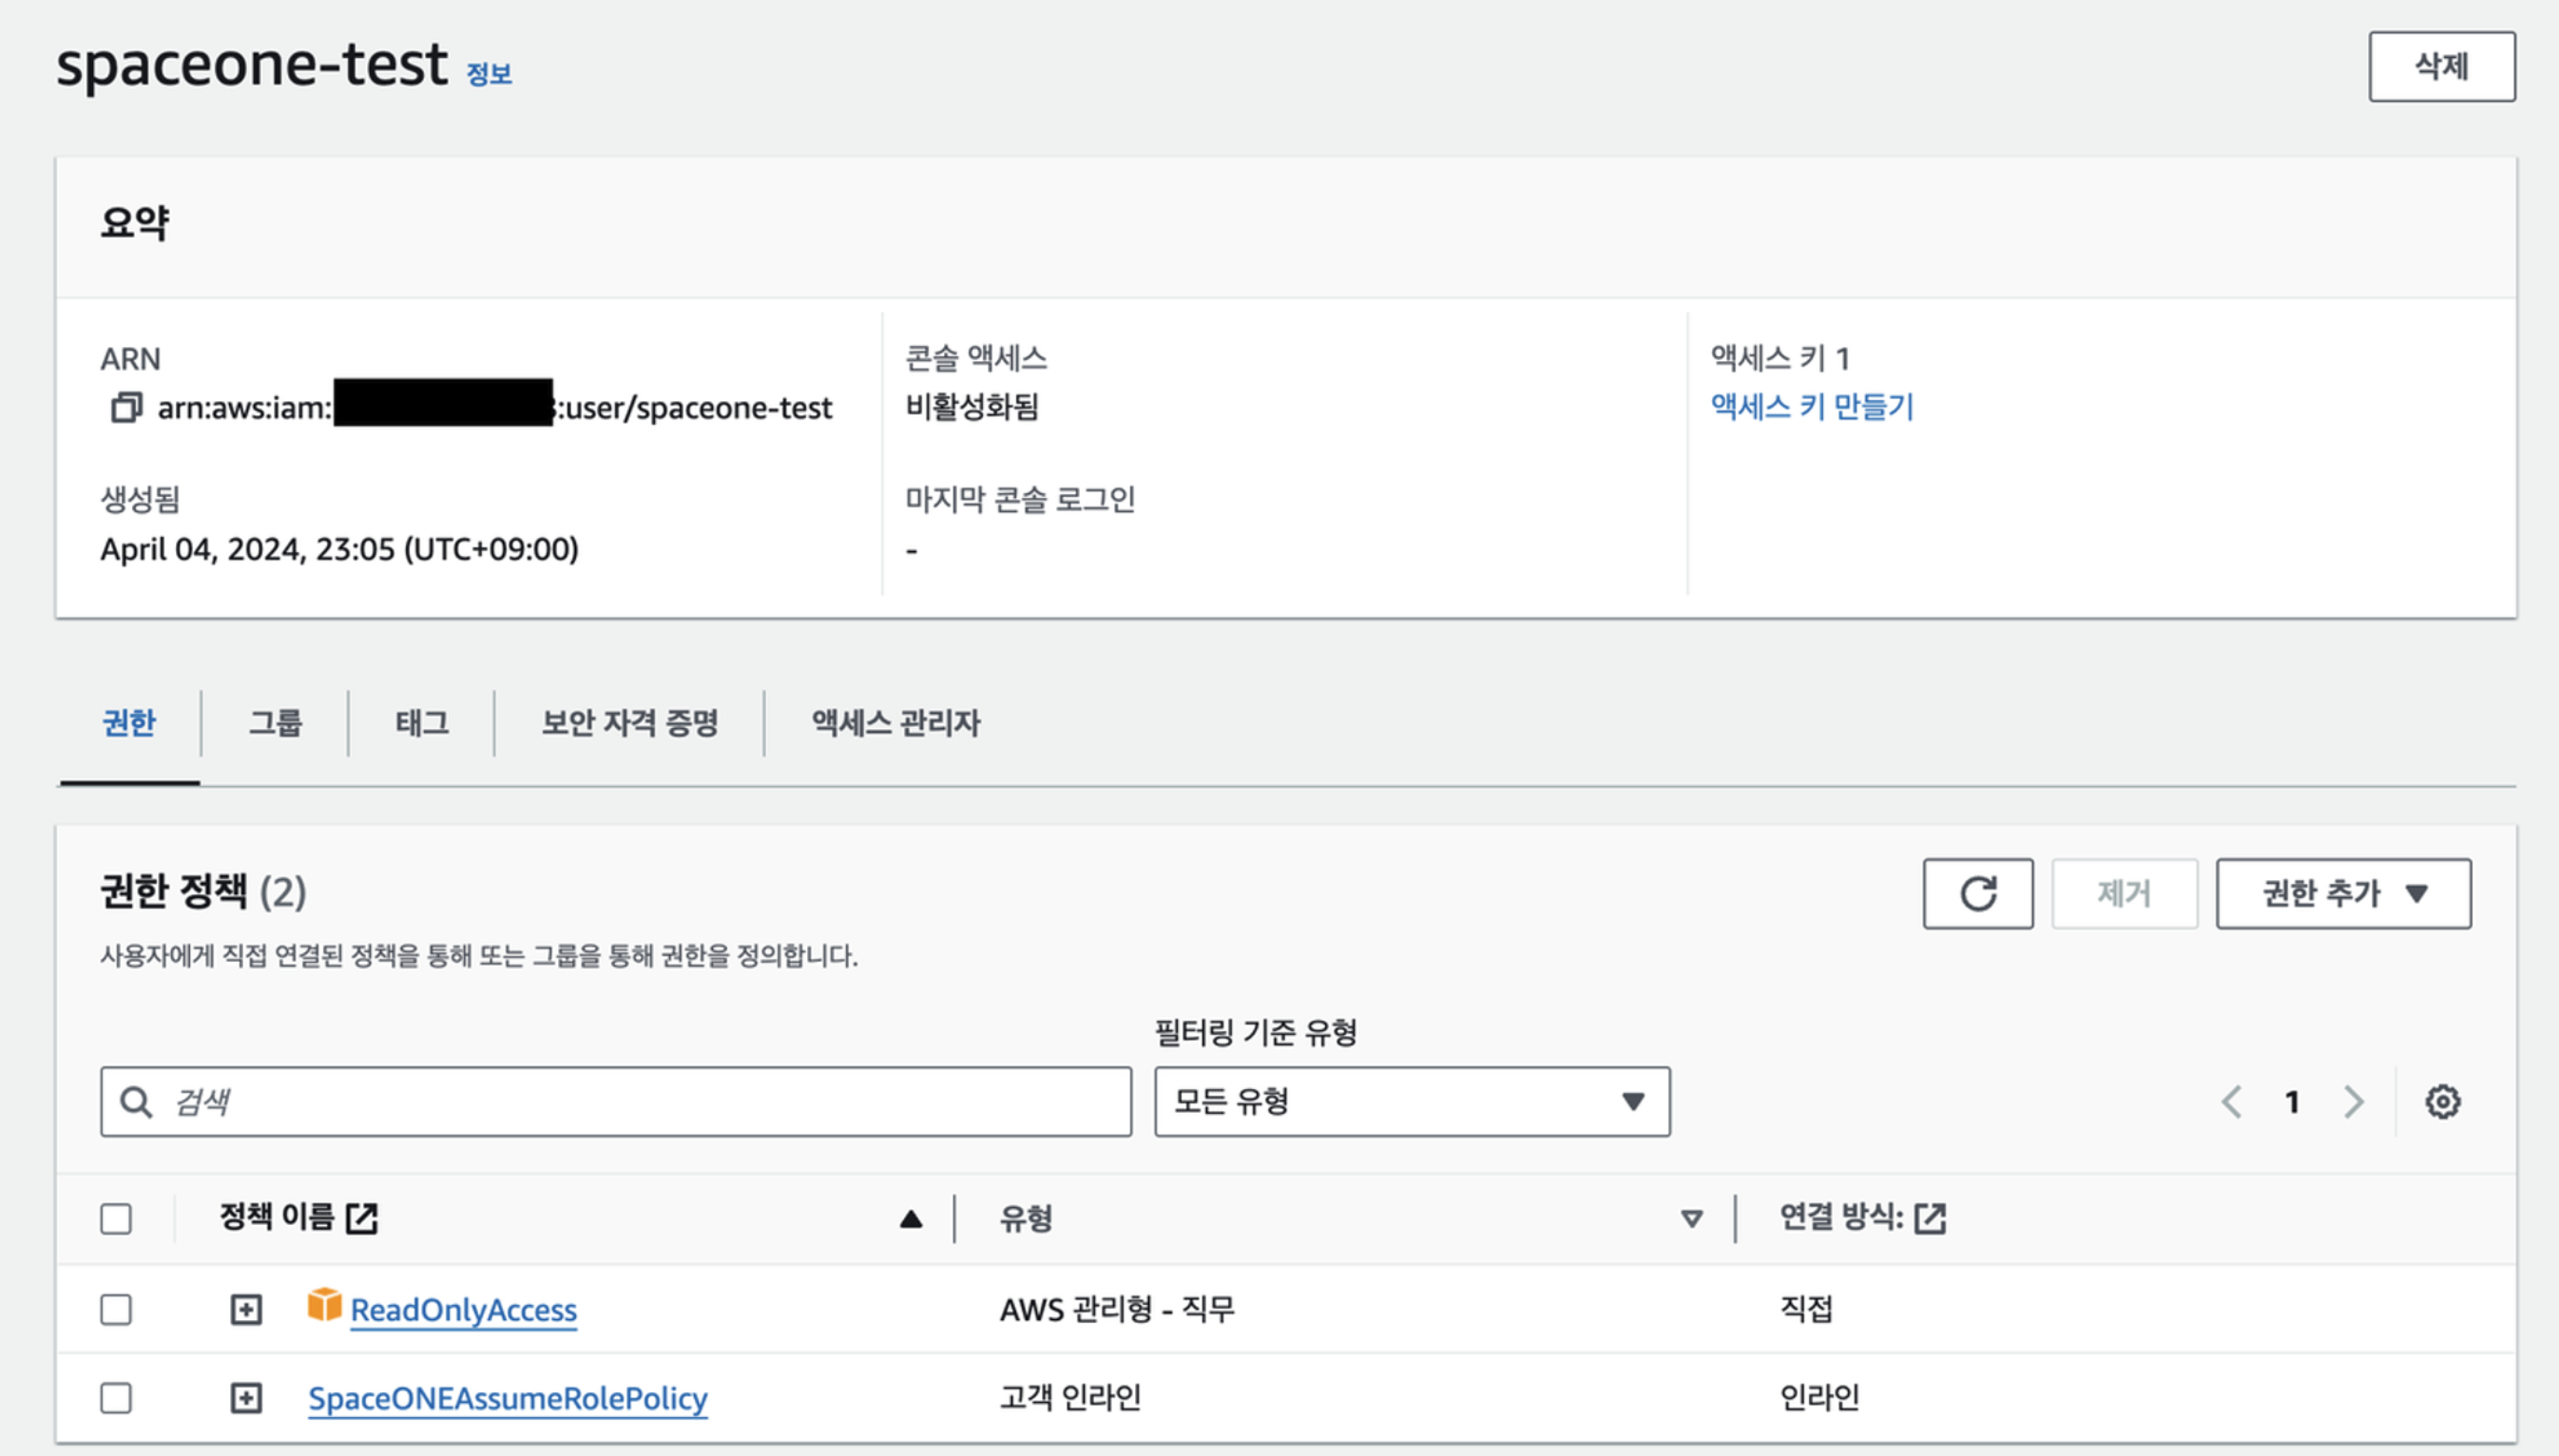 spaceone-test 정보
삭제
요약
ARN
arn:aws:iam: :user/spaceone-test
생성됨
April 04, 2024, 23:05 (UTC+09:00)
콘솔 액세스
비활성화됨
마지막 콘솔 로그인
-
액세스 키 1
액세스 키 만들기
권한 그룹 태그 보안 자격 증명 액세스 관리자
권한 정책 (2)
제거 권한 추가
사용자에게 직접 연결된 정책을 통해 또는 그룹을 통해 권한을 정의합니다.
필터링 기준 유형
검색 모든 유형 1
정책 이름 유형 연결 방식:
ReadOnlyAccess AWS 관리형 - 직무 직접
SpaceONEAssumeRolePolicy 고객 인라인 인라인